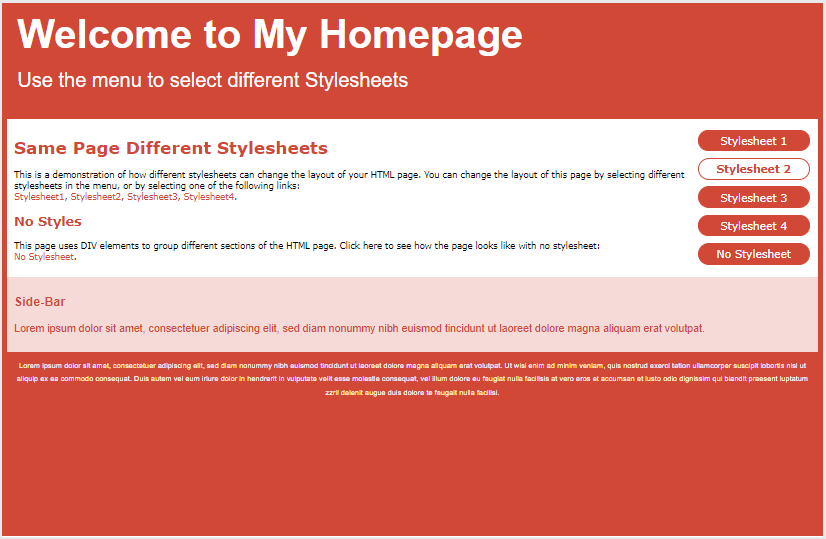 Welcome to My Homepage
Use the menu to select different Stylesheets
Same Page Different Stylesheets
This is a demonstration of how different stylesheets can change the layout of your HTML page. You can change the layout of this page by selecting different
stylesheets in the menu, or by selecting one of the following links:
Stylesheet1, Stylesheet2, Stylesheet3, Stylesheet4.
No Styles
This page uses DIV elements to group different sections of the HTML page. Click here to see how the page looks like with no stylesheet:
No Stylesheet.
Stylesheet 1
Stylesheet 2
Stylesheet 3
Stylesheet 4
No Stylesheet
Side-Bar
Lorem ipsum dolor sit amet, consectetuer adipiscing elit, sed diam nonummy nibh euismod tincidunt ut laoreet dolore magna aliquam erat volutpat.
Lorem ipsum dolor sit amet, consectetuer adipiscing elit, sed diam nonummy nibh euismod tincidunt ut laoreet dolore magna aliquam erat volutpat. Ut wisi enim ad minim veniam, quis nostrud exerci tation ullamcorper suscipit lobortis nisl ut
aliquip ex ea commodo consequat. Duis autem vel eum iriure dolor in hendrerit in vulputate velit esse molestie consequat, vel illum dolore eu feugiat nulla facilisis at vero eros et accumsan et iusto odio dignissim qui blandit praesent luptatum
zzril delenit augue duis dolore te feugait nulla facilisi.